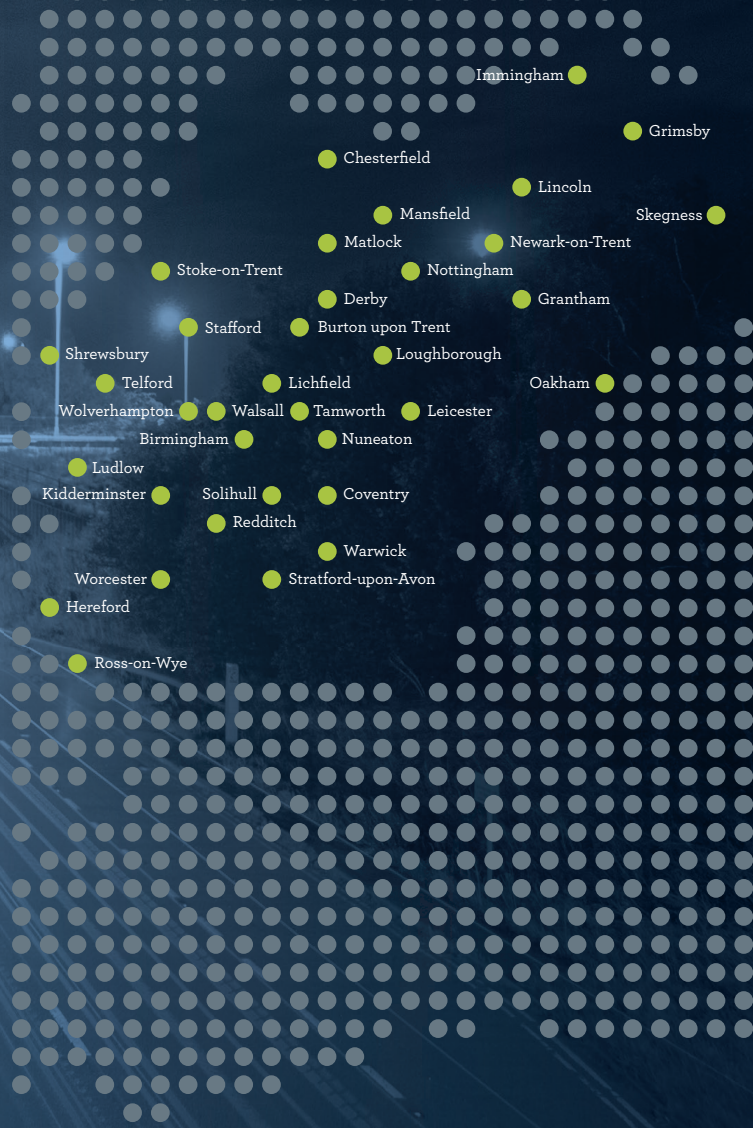 Immingham
Grimsby
Chesterfield
Lincoln
Mansfield
Skegness
Matlock
Newark-on-Trent
Stoke-on-Trent
Nottingham
Derby
Grantham
Stafford
Burton upon Trent
Shrewsbury
Loughborough
Telford
Lichfield
Oakham
Wolverhampton
Walsall
Tamworth
Leicester
Birmingham
Nuneaton
Ludlow
Kidderminster
Solihull
Coventry
Redditch
Warwick
Worcester
Stratford-upon-Avon
Hereford
Ross-on-Wye